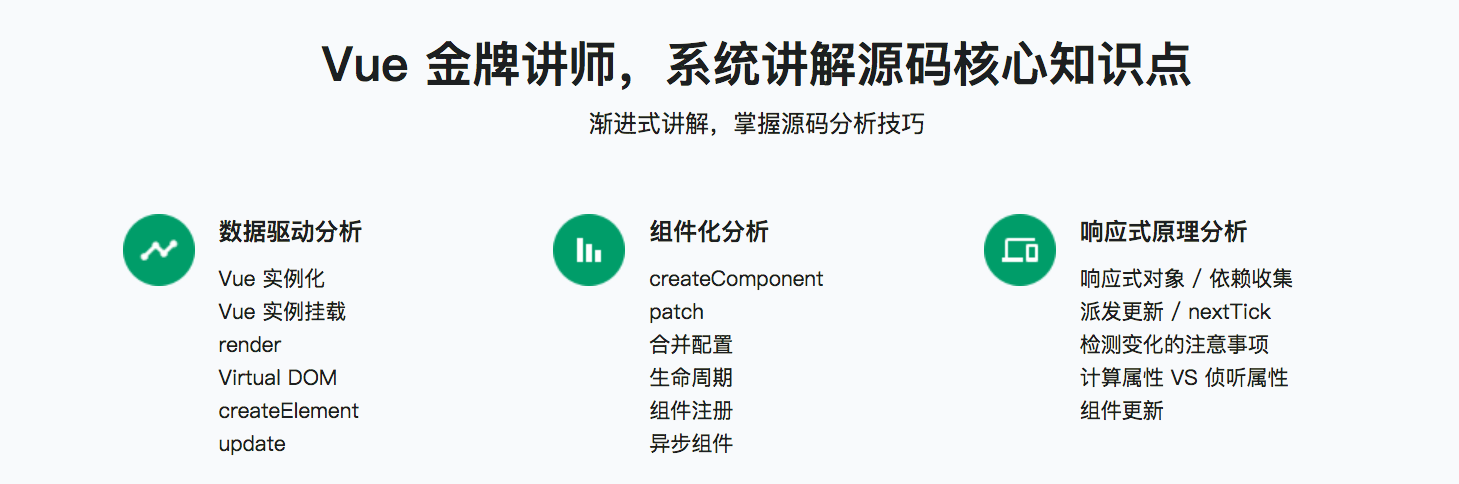 Vue 金牌讲师，系统讲解源码核心知识点
渐进式讲解，掌握源码分析技巧
数据驱动分析
Vue 实例化
Vue 实例挂载
render
Virtual DOM
createElement
update
组件化分析
createComponent
patch
合并配置
生命周期
组件注册
异步组件
响应式原理分析
响应式对象 / 依赖收集
派发更新 / nextTick
检测变化的注意事项
计算属性 VS 侦听属性
组件更新